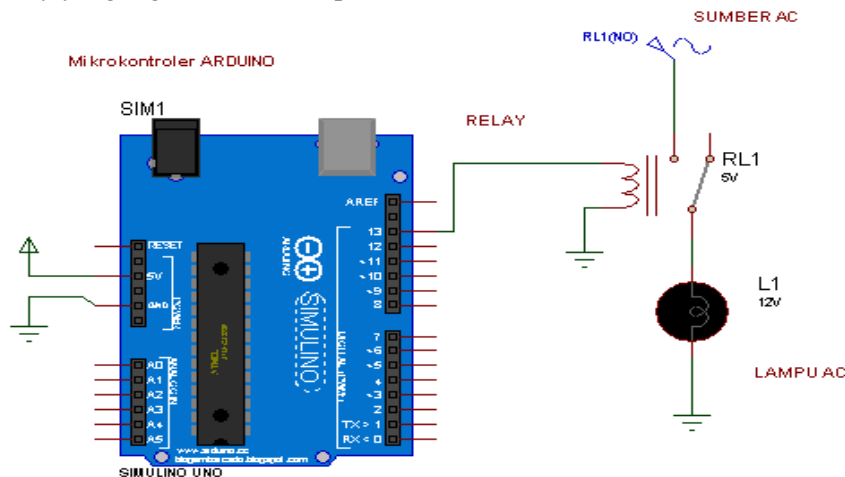 SUMBER AC
RL1(NO)
Mikrokontroler ARDUINO
SIM1
RELAY
RL1
5V
AREF
13
12
~11
~10
~9
8
RESET
5V
GND
ARDUINO
SIMULINO
ATMEL
7
~6
~5
4
~3
2
TX > 1
RX < 0
A0
A1
A2
A3
A4
A5
ANALOG IN
L1
12V
LAMPU AC
www.arduino.cc
blogembarcado.blogspot.com
SIMULINO UNO